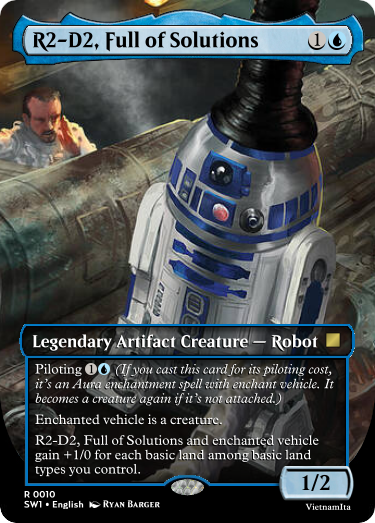 R2-D2, Full of Solutions 1
Legendary Artifact Creature — Robot
Piloting 1 (If you cast this card for its piloting cost,
it's an Aura enchantment spell with enchant vehicle. It
becomes a creature again if it's not attached.)
Enchanted vehicle is a creature.
R2-D2, Full of Solutions and enchanted vehicle
gain +1/0 for each basic land among basic land
types you control.
1/2
R 0010
SW1 • English RYAN BARGER
VietnamIta